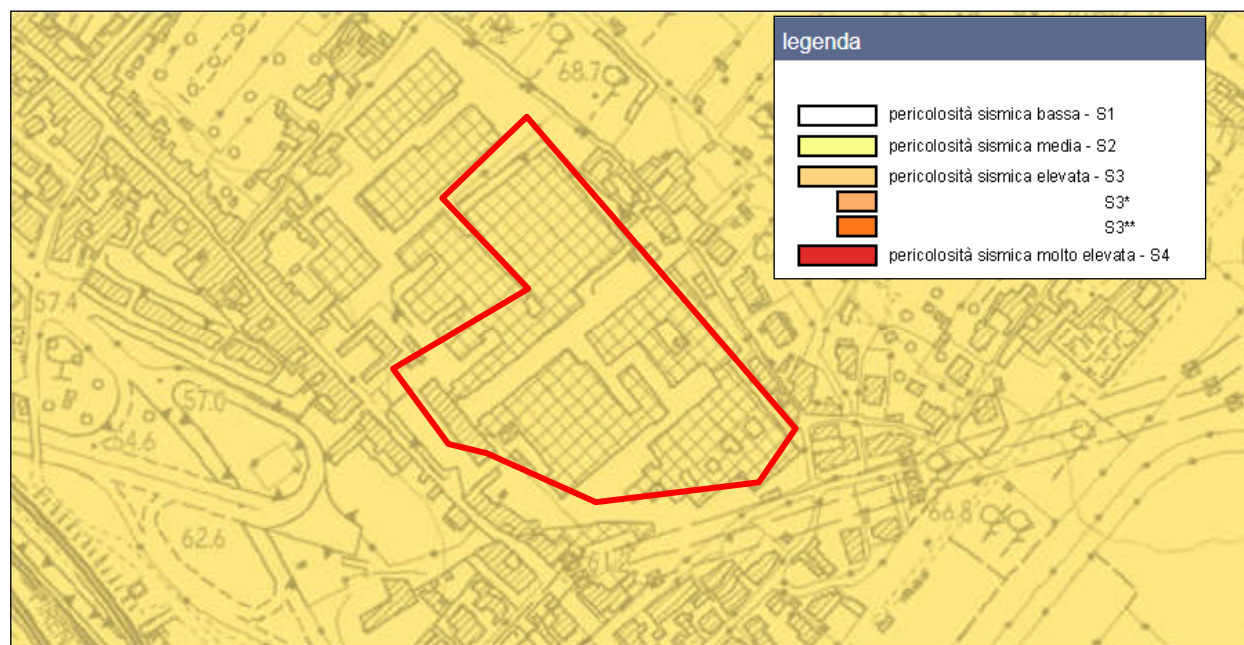 legenda
68.7
pericolosità sismica bassa - S1
pericolosità sismica media - S2
pericolosità sismica elevata - S3
S3*
S3**
pericolosità sismica molto elevata - S4
57.4
57.0
62.6
66.8